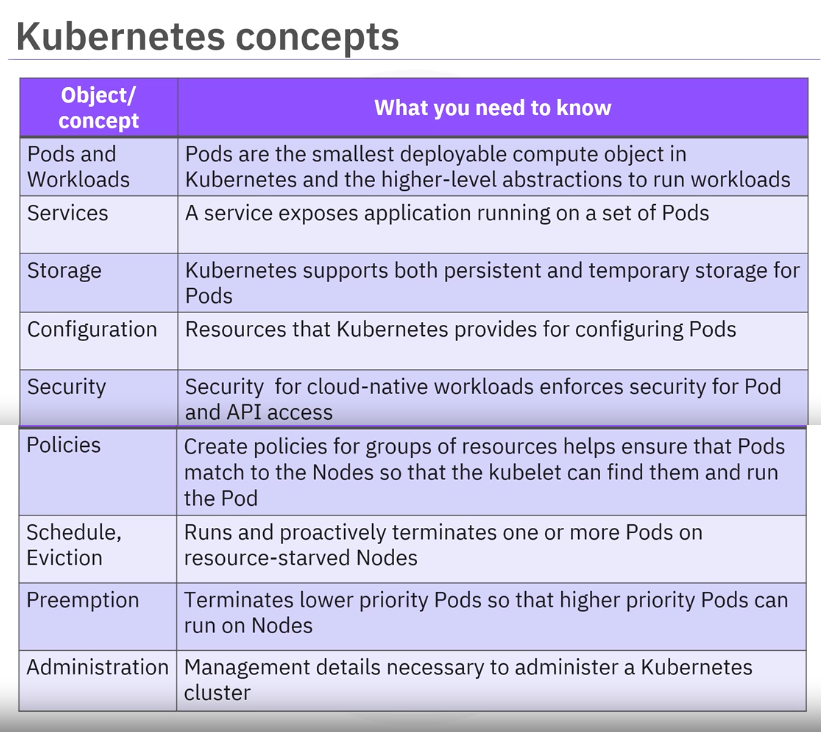 Kubernetes concepts
Object/
concept
What you need to know
Pods and
Workloads
Pods are the smallest deployable compute object in
Kubernetes and the higher-level abstractions to run workloads
Services
A service exposes application running on a set of Pods
Storage
Kubernetes supports both persistent and temporary storage for
Pods
Configuration
Resources that Kubernetes provides for configuring Pods
Security
Security  for cloud-native workloads enforces security for Pod
and API access
Policies
Create policies for groups of resources helps ensure that Pods
match to the Nodes so that the kubelet can find them and run
the Pod
Schedule,
Eviction
Runs and proactively terminates one or more Pods on
resource-starved Nodes
Preemption
Terminates lower priority Pods so that higher priority Pods can
run on Nodes
Administration
Management details necessary to administer a Kubernetes
cluster